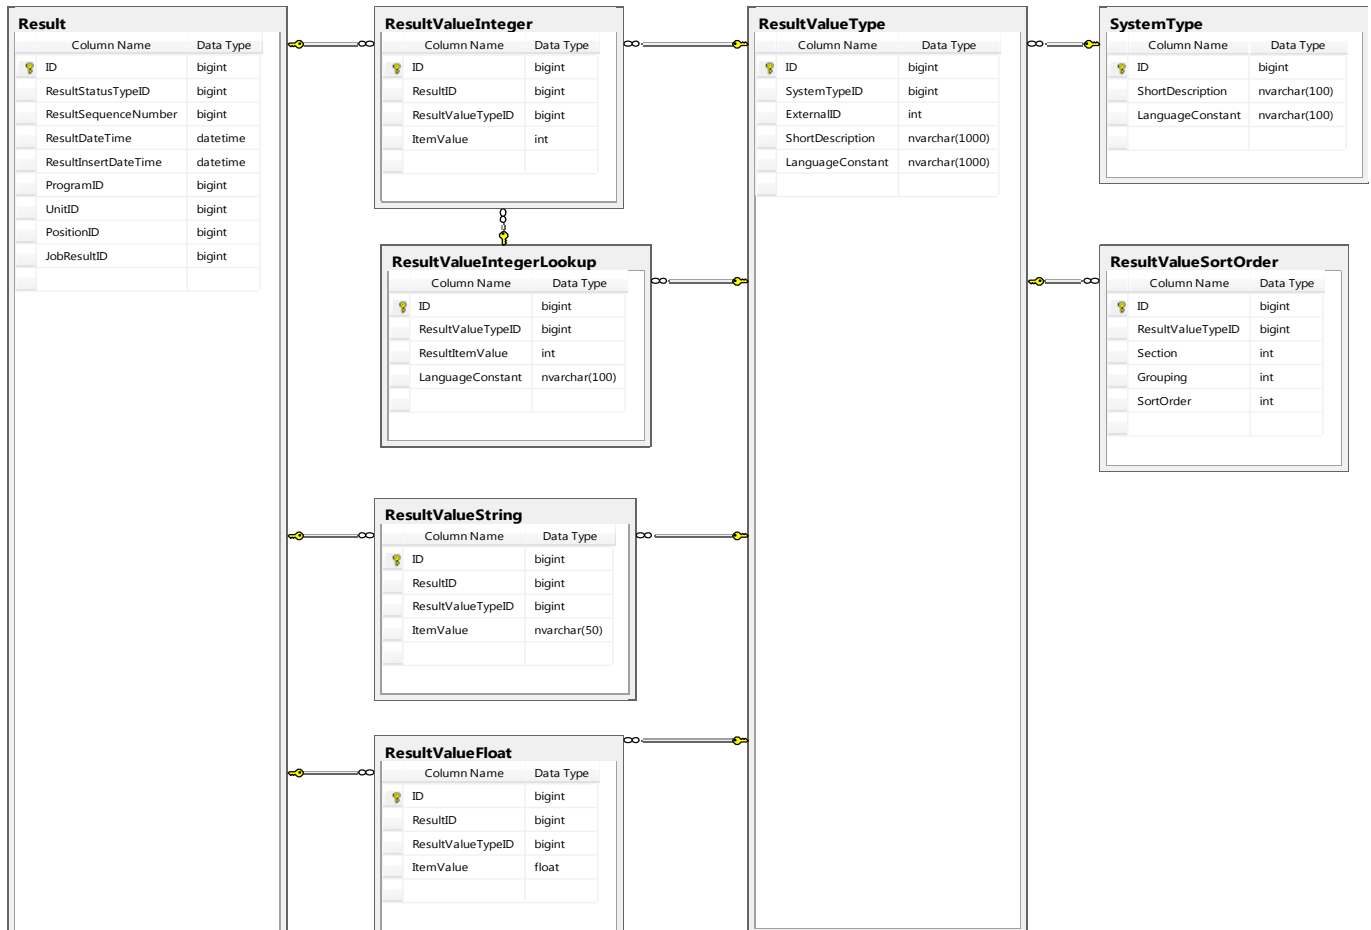 Result
Column Name Data Type
ID bigint
ResultStatusTypeID bigint
ResultSequenceNumber bigint
ResultDateTime datetime
ResultInsertDateTime datetime
ProgramID bigint
UnitID bigint
PositionID bigint
JobResultID bigint
ResultValueInteger
Column Name Data Type
ID bigint
ResultID bigint
ResultValueTypeID bigint
ItemValue int
ResultValueIntegerLookup
Column Name Data Type
ID bigint
ResultValueTypeID bigint
ResultItemValue int
LanguageConstant nvarchar(100)
ResultValueString
Column Name Data Type
ID bigint
ResultID bigint
ResultValueTypeID bigint
ItemValue nvarchar(50)
ResultValueFloat
Column Name Data Type
ID bigint
ResultID bigint
ResultValueTypeID bigint
ItemValue float
ResultValueType
Column Name Data Type
ID bigint
SystemTypeID bigint
ExternalID int
ShortDescription nvarchar(1000)
LanguageConstant nvarchar(1000)
SystemType
Column Name Data Type
ID bigint
ShortDescription nvarchar(100)
LanguageConstant nvarchar(100)
ResultValueSortOrder
Column Name Data Type
ID bigint
ResultValueTypeID bigint
Section int
Grouping int
SortOrder int